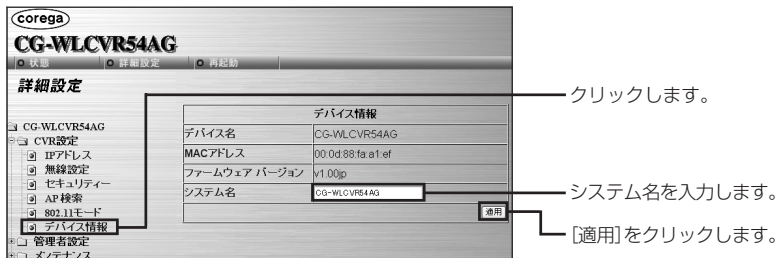 corega
CG-WLCVR54AG
状態 詳細設定 再起動
詳細設定
クリックします。
CG-WLCVR54AG
CVR設定
IPアドレス
無線設定
セキュリティー
AP検索
802.11モード
デバイス情報
管理者設定
メンテナンス
デバイス情報
デバイス名 CG-WLCVR54AG
MACアドレス 00:0d:88:fa:a1:ef
ファームウェア バージョン v1.00jp
システム名 CG-WLCVR54AG
適用
システム名を入力します。
[適用]をクリックします。